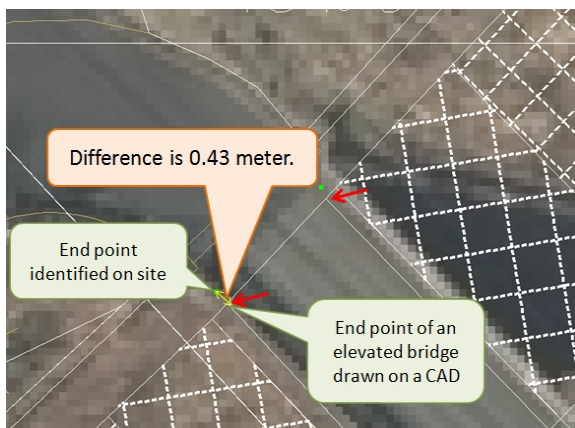 Difference is 0.43 meter.
End point
identified on site
End point of an
elevated bridge
drawn on a CAD